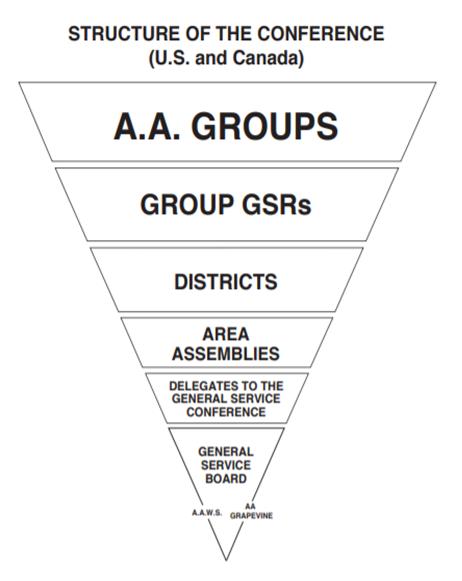 STRUCTURE OF THE CONFERENCE
(U.S. and Canada)
A.A. GROUPS
GROUP GSRs
DISTRICTS
AREA
ASSEMBLIES
DELEGATES TO THE
GENERAL SERVICE
CONFERENCE
GENERAL
SERVICE
BOARD
A.A.W.S.
AA
GRAPEVINE